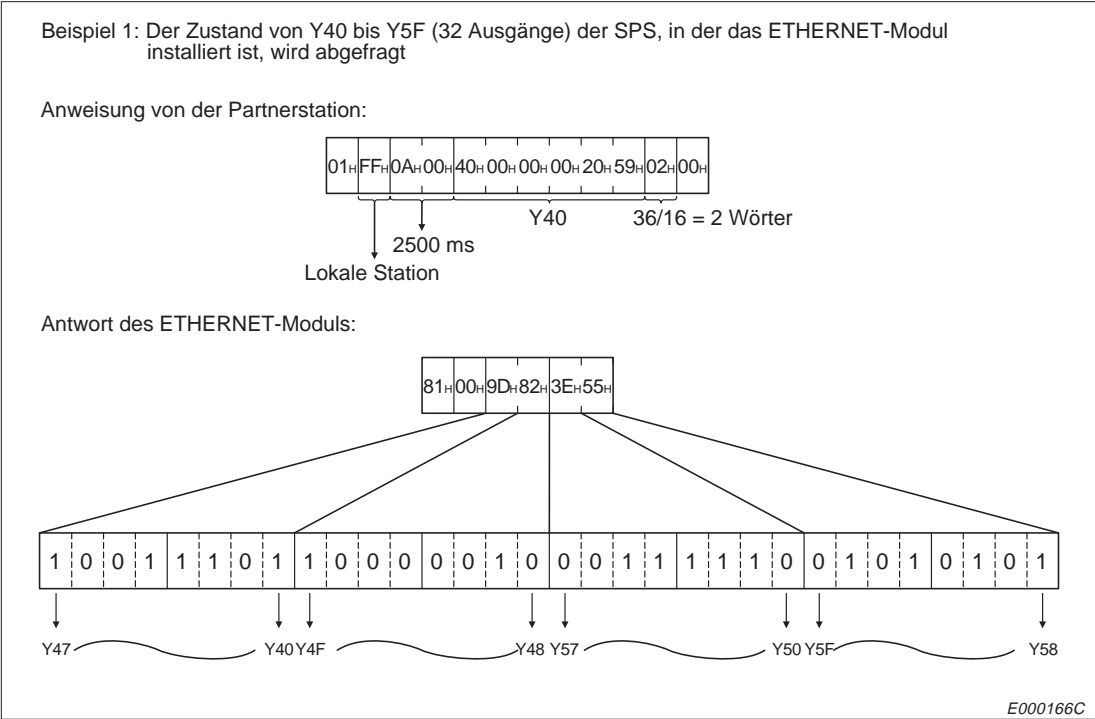 Beispiel 1: Der Zustand von Y40 bis Y5F (32 Ausgänge) der SPS, in der das ETHERNET-Modul
installiert ist, wird abgefragt
Anweisung von der Partnerstation:
01H FFH 0AH 00H 40H 00H 00H 00H 20H 59H 02H 00H
Y40 36/16 = 2 Wörter
2500 ms
Lokale Station
Antwort des ETHERNET-Moduls:
81H 00H 9DH 82H 3EH 55H
1 0 0 1 1 1 0 1 1 0 0 0 0 0 1 0 0 0 1 1 1 1 1 0 0 1 0 1 0 1 0 1
Y47 Y40 Y4F Y48 Y57 Y50 Y5F Y58
E000166C